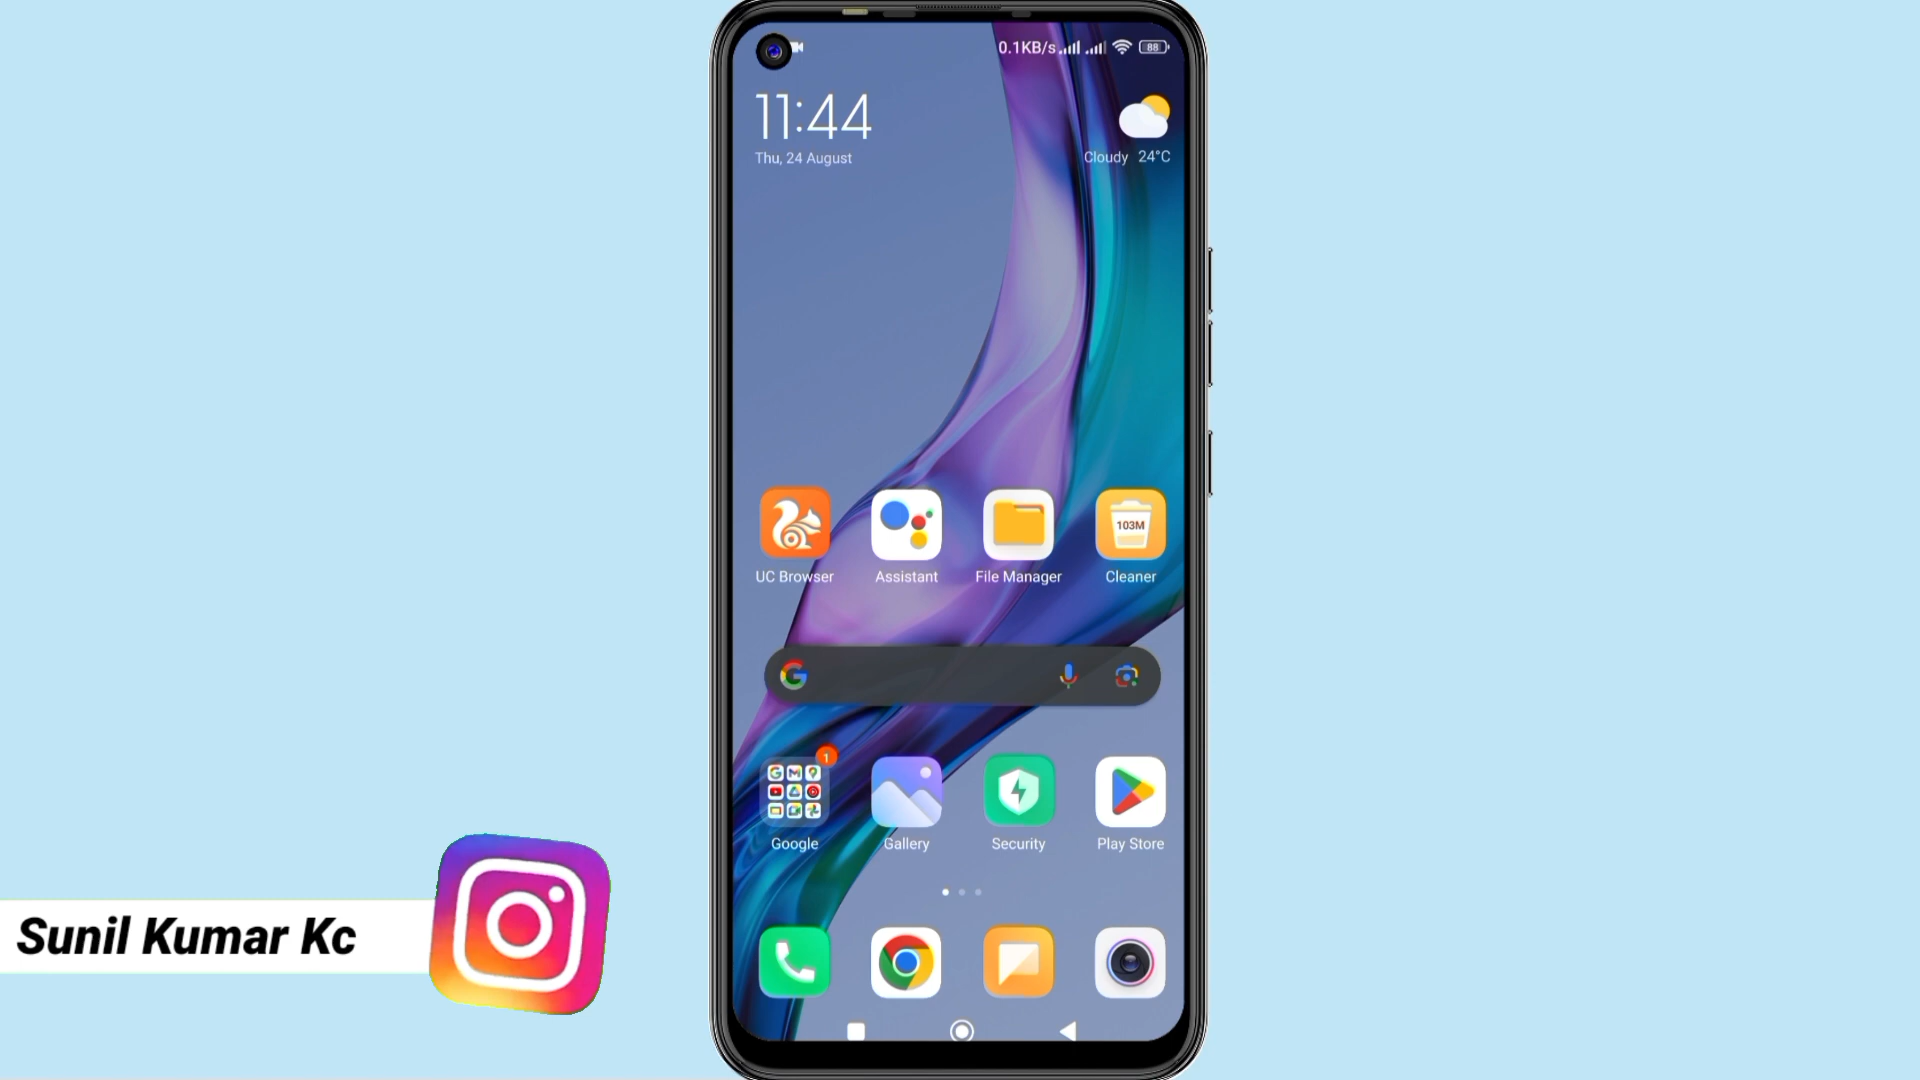 0.1KB/s 88
11:44
Thu, 24 August
Cloudy 24°C
103M
UC Browser Assistant File Manager Cleaner
1
Google Gallery Security Play Store
Sunil Kumar Kc